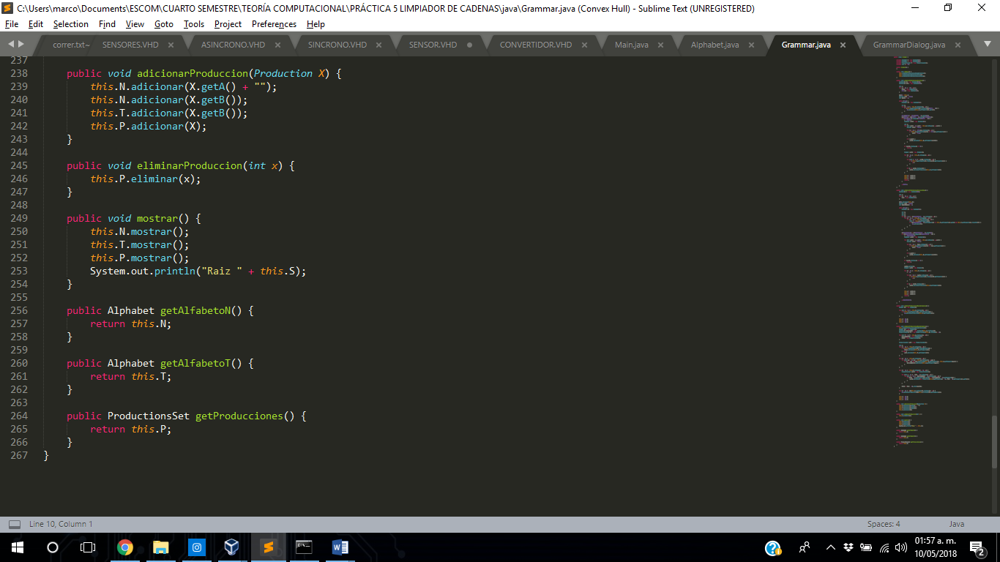 C:\Users\marco\Documents\ESCOM\CUARTO SEMESTRE\TEORÍA COMPUTACIONAL\PRÁCTICA 5 LIMPIADOR DE CADENAS\java\Grammar.java (Convex Hull) - Sublime Text (UNREGISTERED)
File Edit Selection Find View Goto Tools Project Preferences Help
correr.txt~ SENSORES.VHD ASINCRONO.VHD SINCRONO.VHD SENSOR.VHD CONVERTIDOR.VHD Main.java Alphabet.java Grammar.java GrammarDialog.java
237
238 public void adicionarProduccion(Production X) {
239 this.N.adicionar(X.getA() + "");
240 this.N.adicionar(X.getB());
241 this.T.adicionar(X.getB());
242 this.P.adicionar(X);
243 }
244
245 public void eliminarProduccion(int x) {
246 this.P.eliminar(x);
247 }
248
249 public void mostrar() {
250 this.N.mostrar();
251 this.T.mostrar();
252 this.P.mostrar();
253 System.out.println("Raiz " + this.S);
254 }
255
256 public Alphabet getAlfabetoN() {
257 return this.N;
258 }
259
260 public Alphabet getAlfabetoT() {
261 return this.T;
262 }
263
264 public ProductionsSet getProducciones() {
265 return this.P;
266 }
267 }
Line 10, Column 1 Spaces: 4 Java
01:57 a. m.
10/05/2018
2